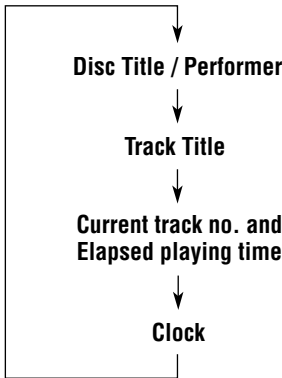 Disc Title / Performer
Track Title
Current track no. and
Elapsed playing time
Clock